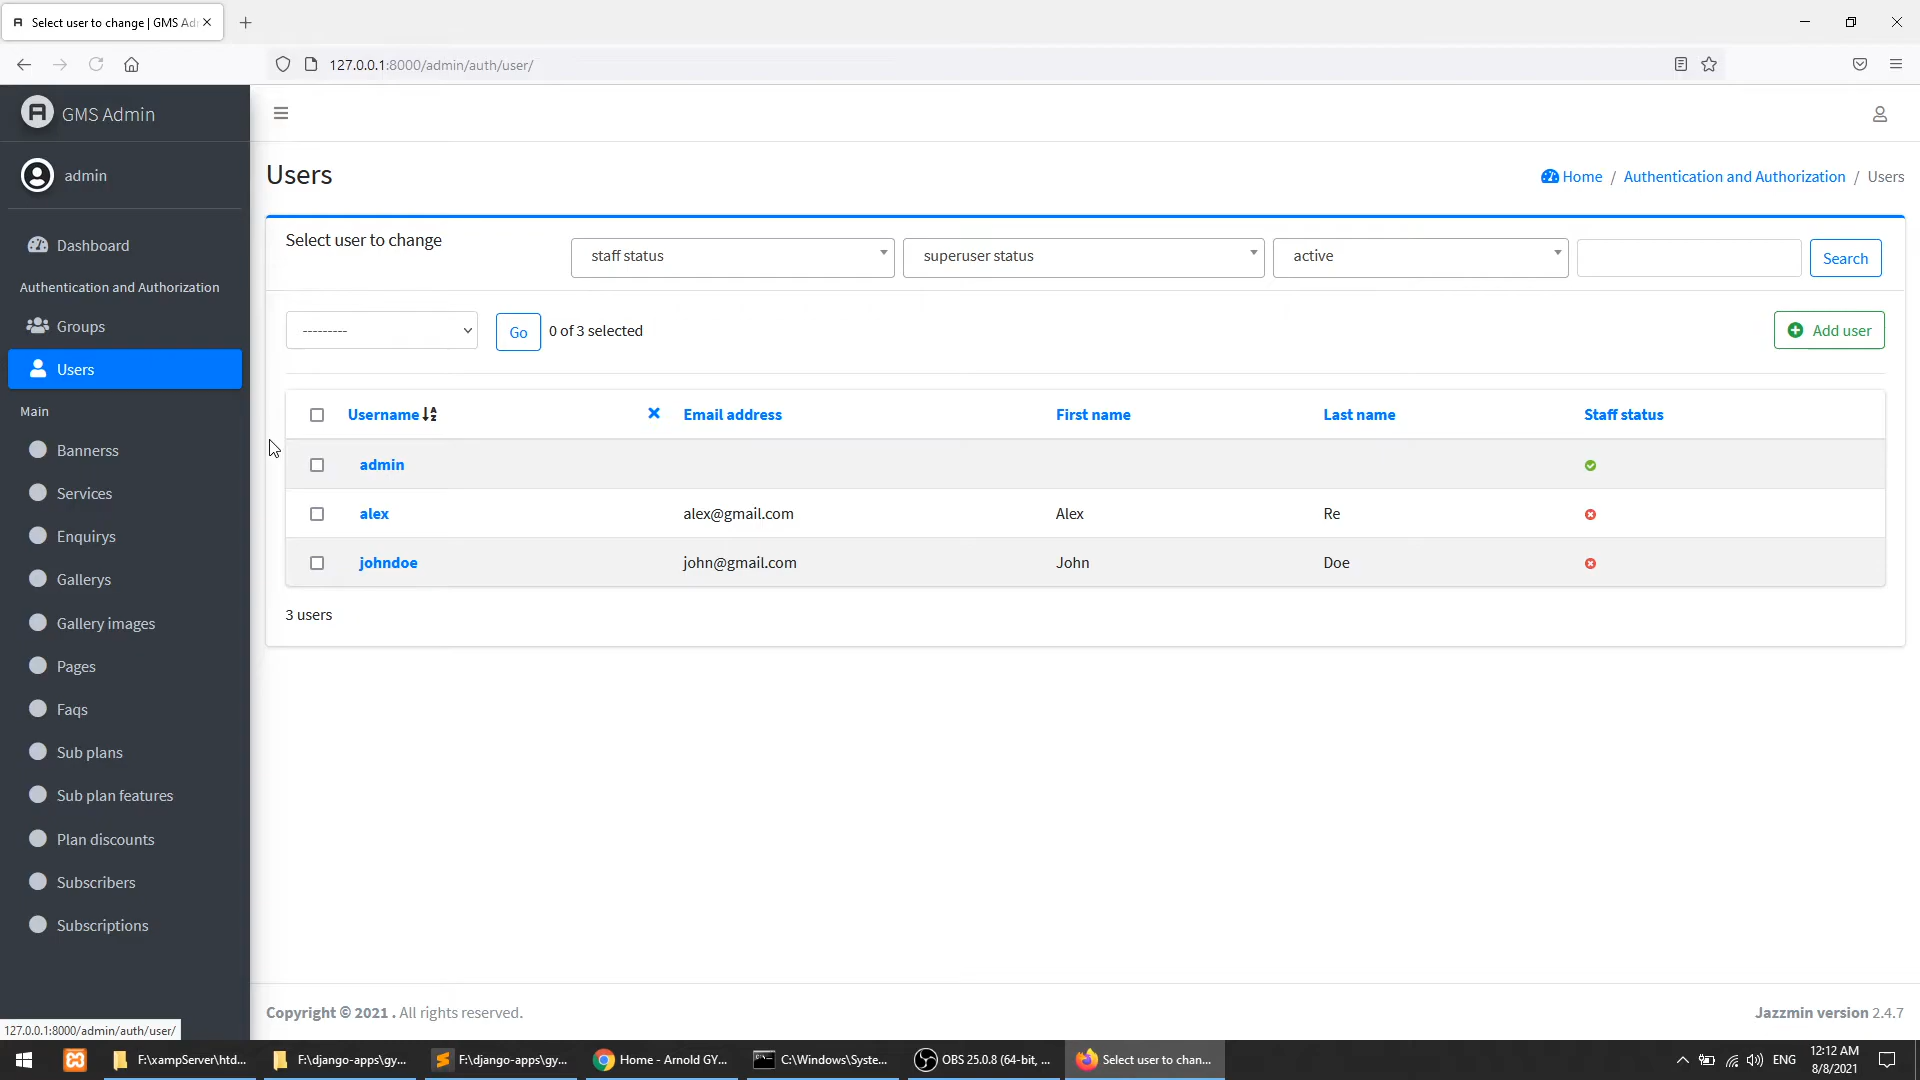 Select user to change | GMS Ad
127.0.0.1:8000/admin/auth/user/
GMS Admin
admin
Dashboard
Authentication and Authorization
Groups
Users
Main
Bannerss
Services
Enquirys
Gallerys
Gallery images
Pages
Faqs
Sub plans
Sub plan features
Plan discounts
Subscribers
Subscriptions
Users
Home / Authentication and Authorization / Users
Select user to change
staff status
superuser status
active
Search
---------
Go
0 of 3 selected
Add user
Username Email address First name Last name Staff status
admin
alex alex@gmail.com Alex Re
johndoe john@gmail.com John Doe
3 users
Copyright © 2021 . All rights reserved.
Jazzmin version 2.4.7
127.0.0.1:8000/admin/auth/user/
F:\xampServer\htd...
F:\django-apps\gy...
F:\django-apps\gy...
Home - Arnold GY...
C:\Windows\Syste...
OBS 25.0.8 (64-bit, ...
Select user to chan...
ENG
12:12 AM
8/8/2021